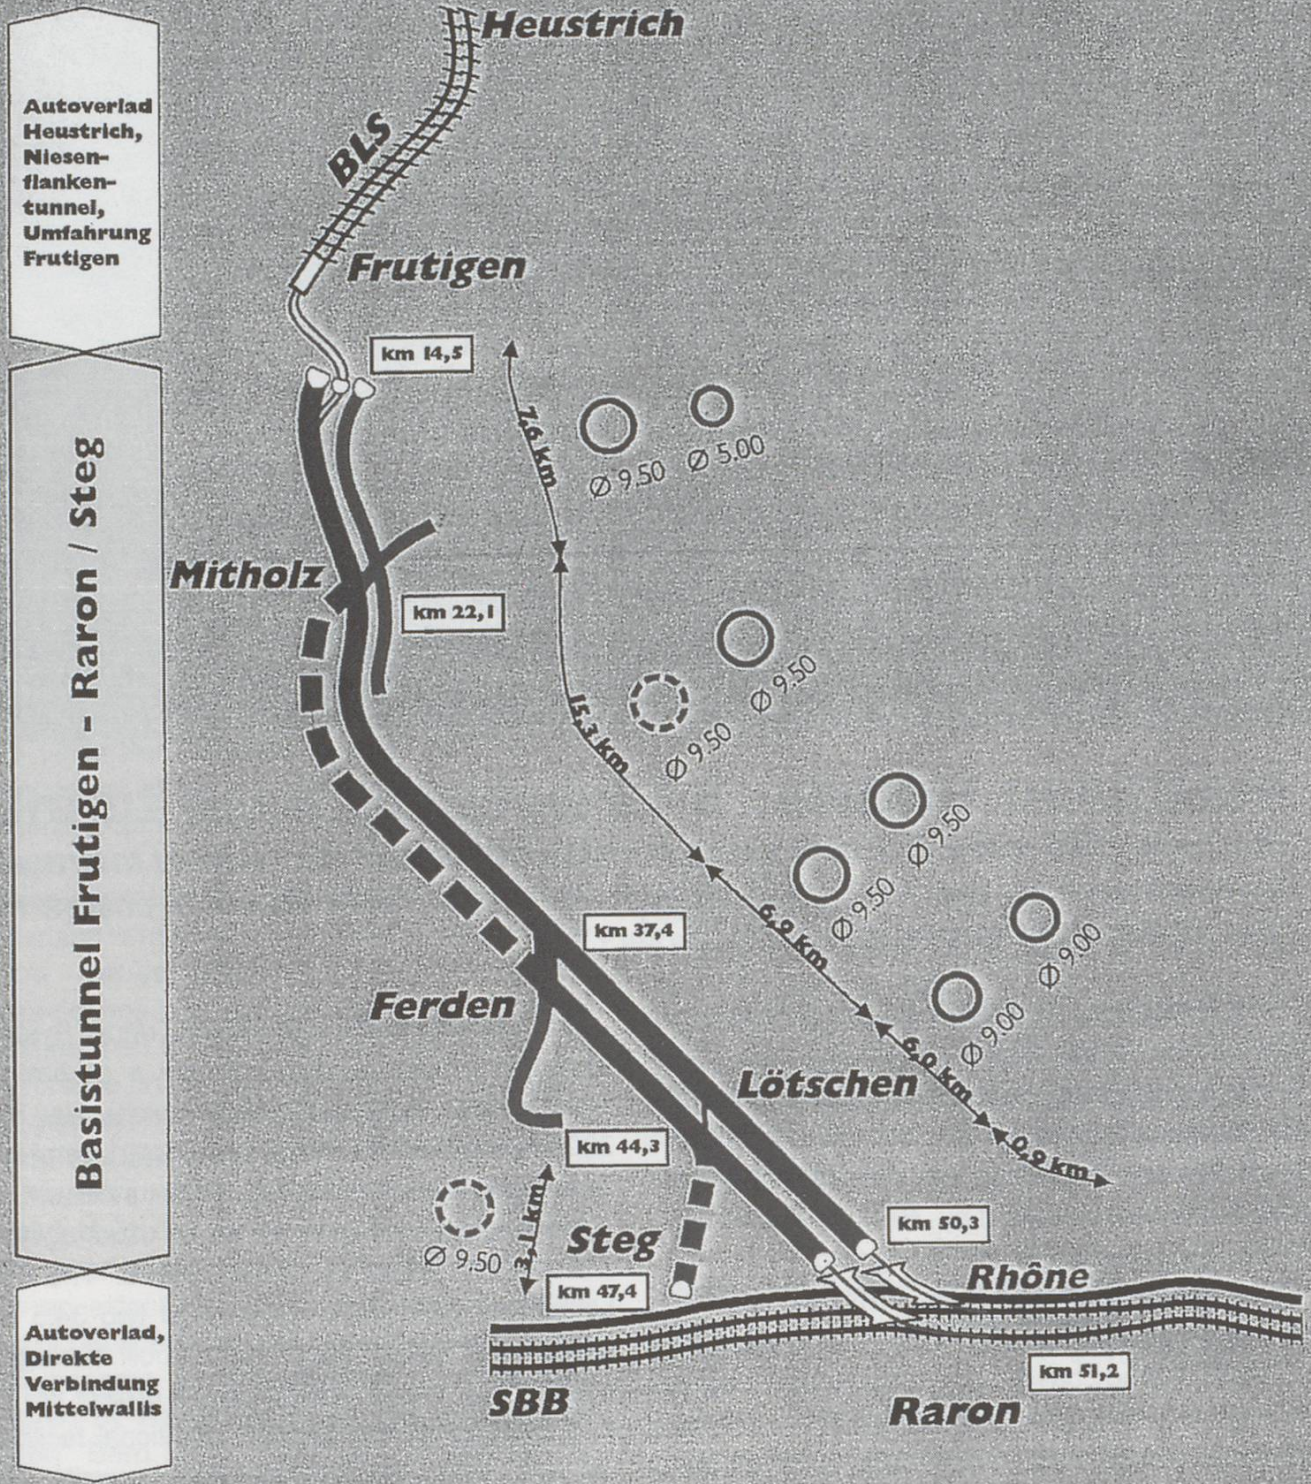 Heustrich
Autoverlad
Heustrich,
Niesen-
flanken-
tunnel,
Umfahrung
Frutigen
BLS
Frutigen
km 14,5
7,6 km
Ø 9.50
Ø 5.00
Basistunnel Frutigen - Raron / Steg
Mitholz
km 22,1
15,3 km
Ø 9.50
Ø 9.50
Ø 9.50
Ø 9.50
km 37,4
6,9 km
Ø 9.00
Ø 9.00
Ferden
6,0 km
Lötschen
km 44,3
0,9 km
Ø 9.50
3,1 km
Steg
km 50,3
km 47,4
Rhône
Autoverlad,
Direkte
Verbindung
Mittelwallis
SBB
km 51,2
Raron